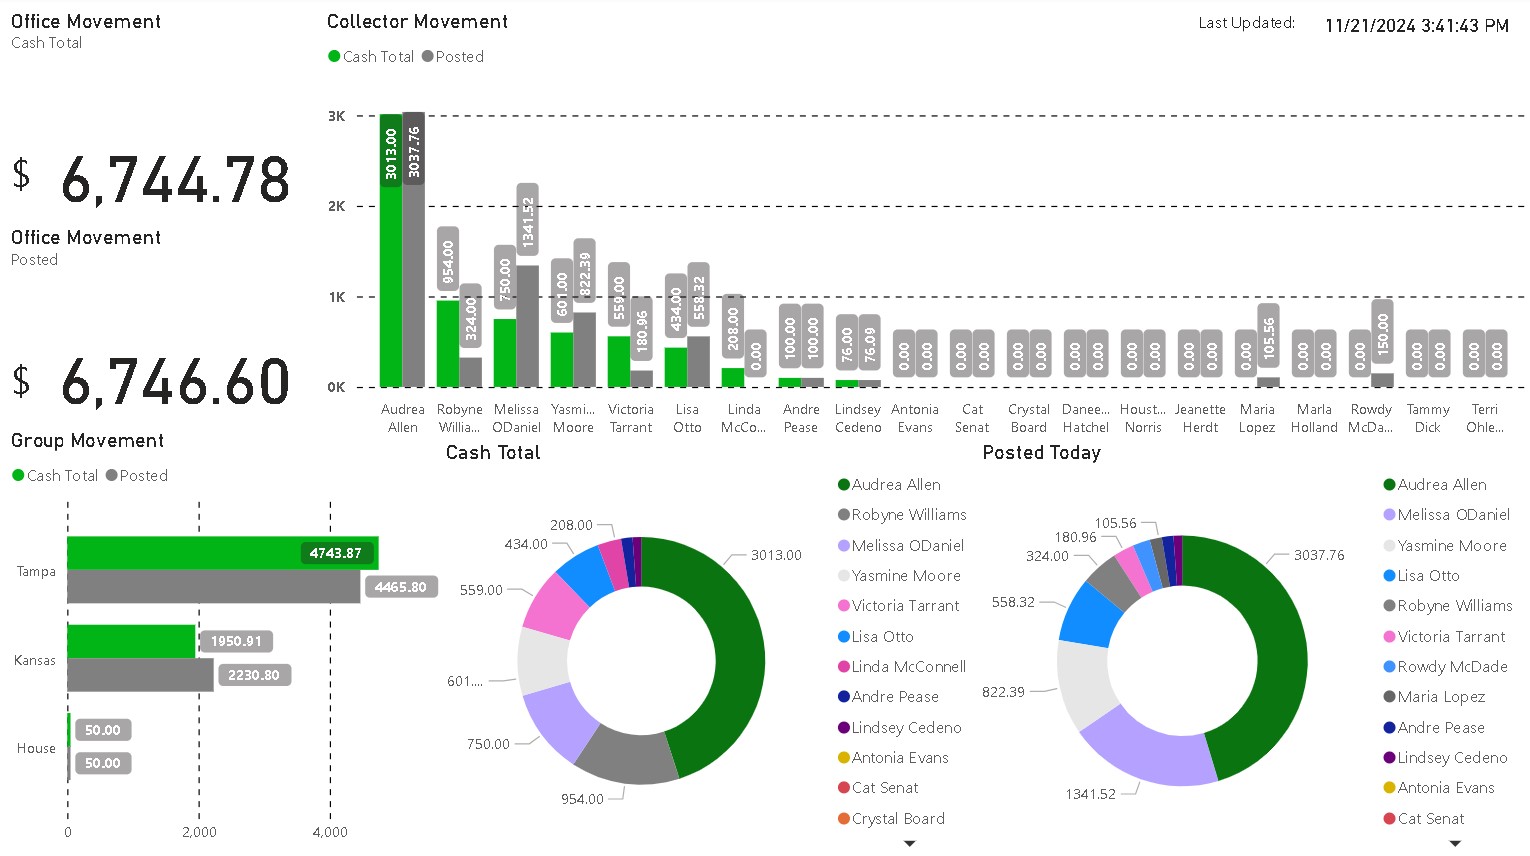 Office Movement
Cash Total
$ 6,744.78
Office Movement
Posted
$ 6,746.60
Collector Movement
Cash Total Posted
Last Updated: 11/21/2024 3:41:43 PM
3K
2K
1K
0K
3013.00 3037.76
954.00 324.00
750.00 1341.52
601.00 822.39
559.00 180.96
434.00 558.32
208.00 0.00
100.00 100.00
76.00 76.09
0.00 0.00
0.00 0.00
0.00 0.00
0.00 0.00
0.00 0.00
0.00 0.00
0.00 105.56
0.00 0.00
0.00 150.00
0.00 0.00
0.00 0.00
Audrea Allen
Robyne Willia...
Melissa ODaniel
Yasmi... Moore
Victoria Tarrant
Lisa Otto
Linda McCo...
Andre Pease
Lindsey Cedeno
Antonia Evans
Cat Senat
Crystal Board
Danee... Hatchel
Houst... Norris
Jeanette Herdt
Maria Lopez
Marla Holland
Rowdy McDa...
Tammy Dick
Terri Ohle...
Group Movement
Cash Total Posted
Tampa
4743.87
4465.80
Kansas
1950.91
2230.80
House
50.00
50.00
0 2,000 4,000
Cash Total
208.00
434.00
3013.00
559.00
601....
750.00
954.00
Audrea Allen
Robyne Williams
Melissa ODaniel
Yasmine Moore
Victoria Tarrant
Lisa Otto
Linda McConnell
Andre Pease
Lindsey Cedeno
Antonia Evans
Cat Senat
Crystal Board
Posted Today
105.56
180.96
324.00
3037.76
558.32
822.39
1341.52
Audrea Allen
Melissa ODaniel
Yasmine Moore
Lisa Otto
Robyne Williams
Victoria Tarrant
Rowdy McDade
Maria Lopez
Andre Pease
Lindsey Cedeno
Antonia Evans
Cat Senat